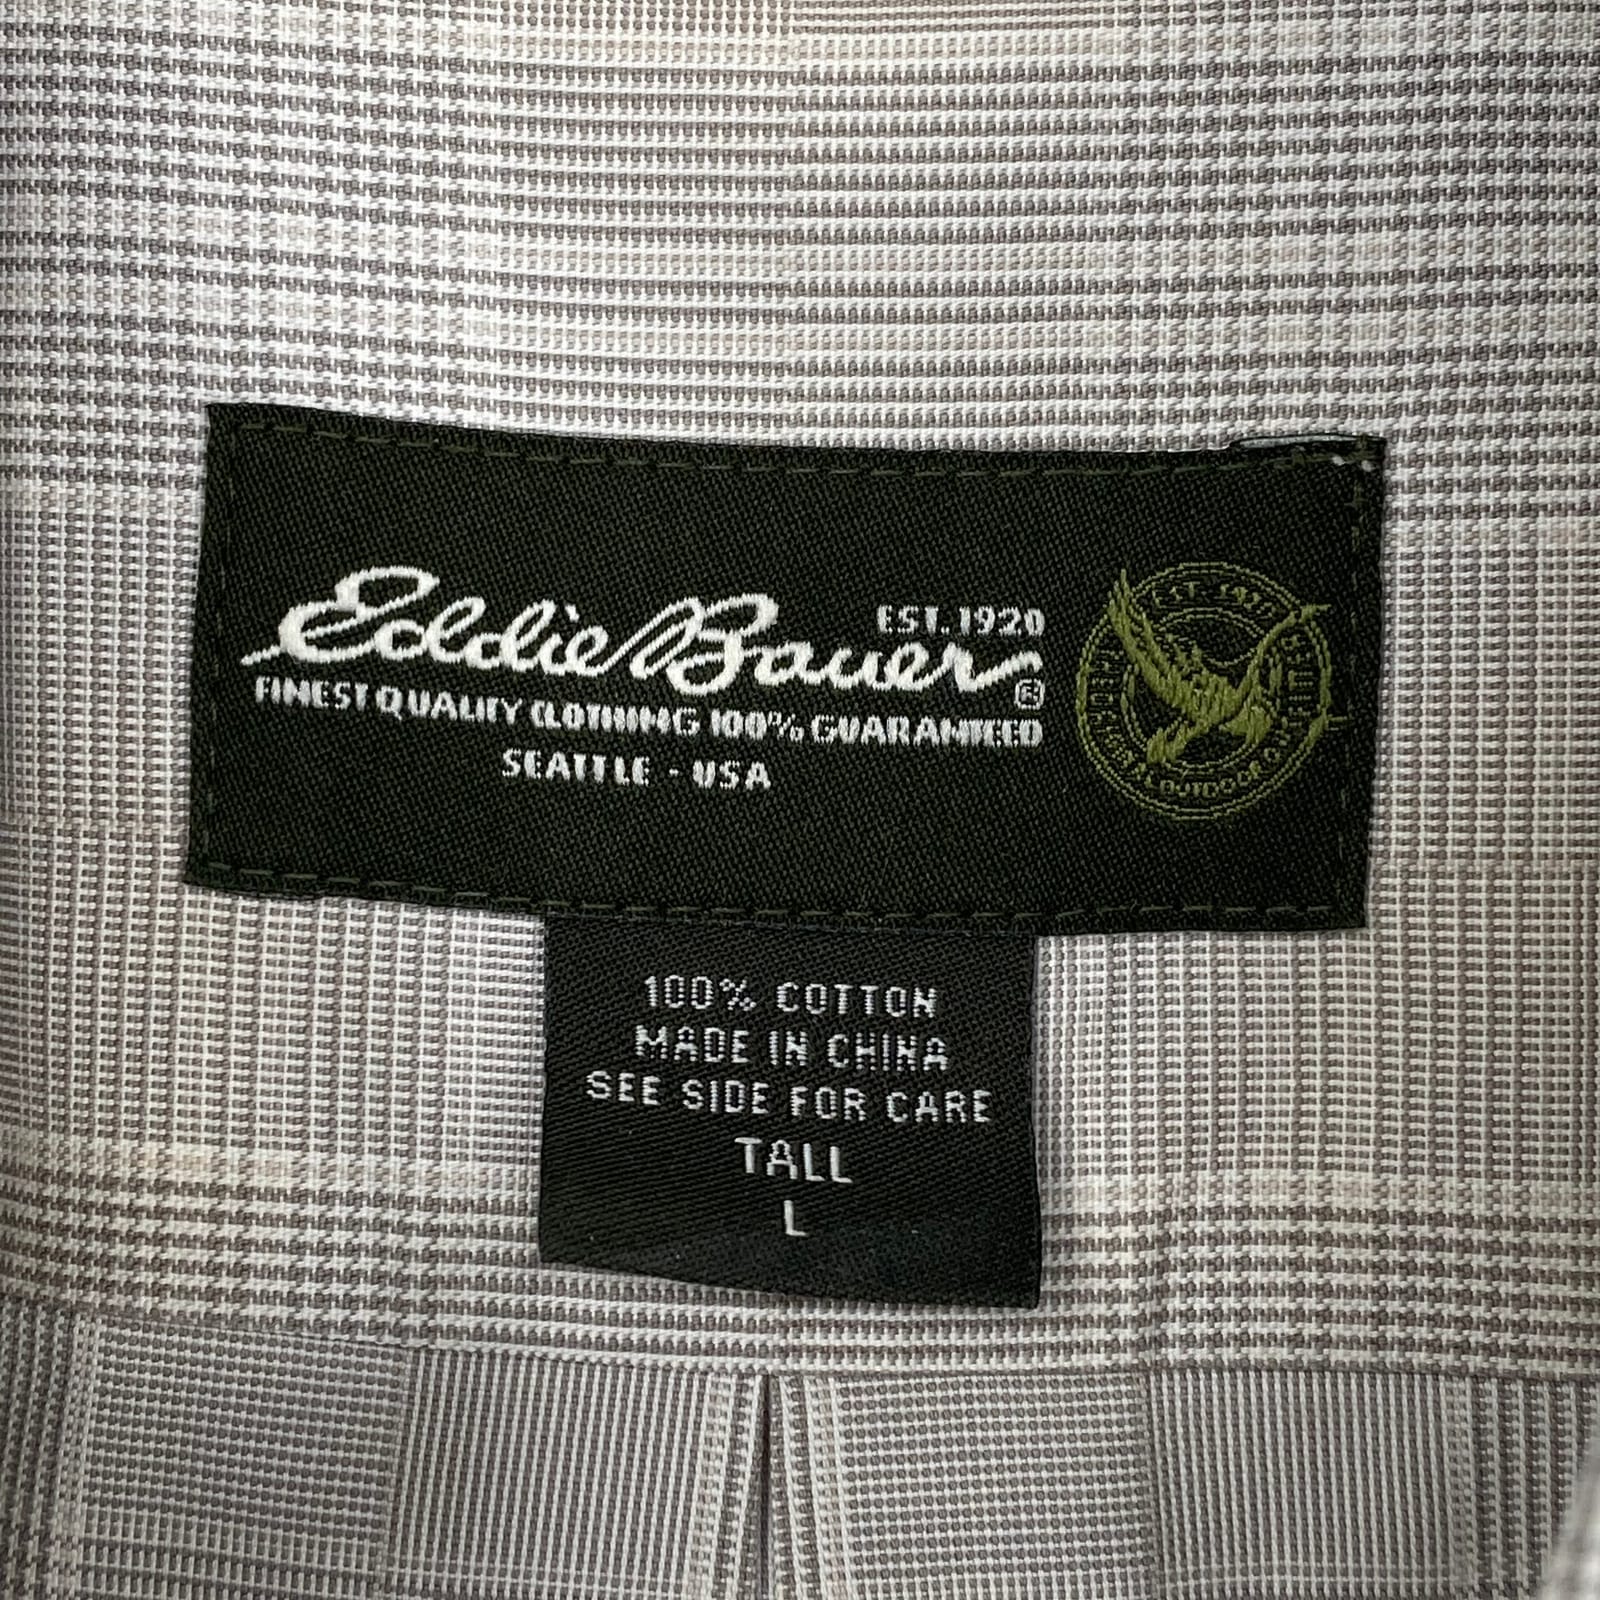 Eddie Bauer ®
EST. 1920
FINEST QUALITY CLOTHING 100% GUARANTEED
SEATTLE - USA
OUTDOOR
100% COTTON
MADE IN CHINA
SEE SIDE FOR CARE
TALL
L